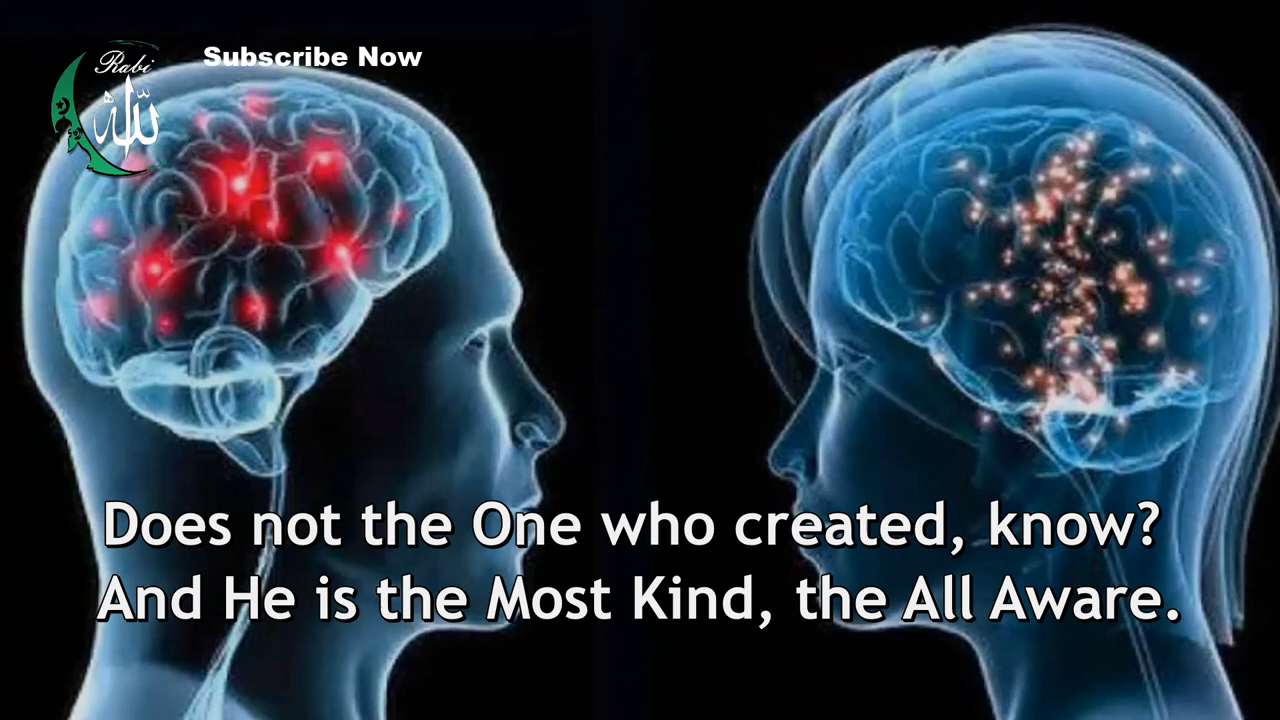 Subscribe Now
Rabi
الله
Does not the One who created, know?
And He is the Most Kind, the All Aware.